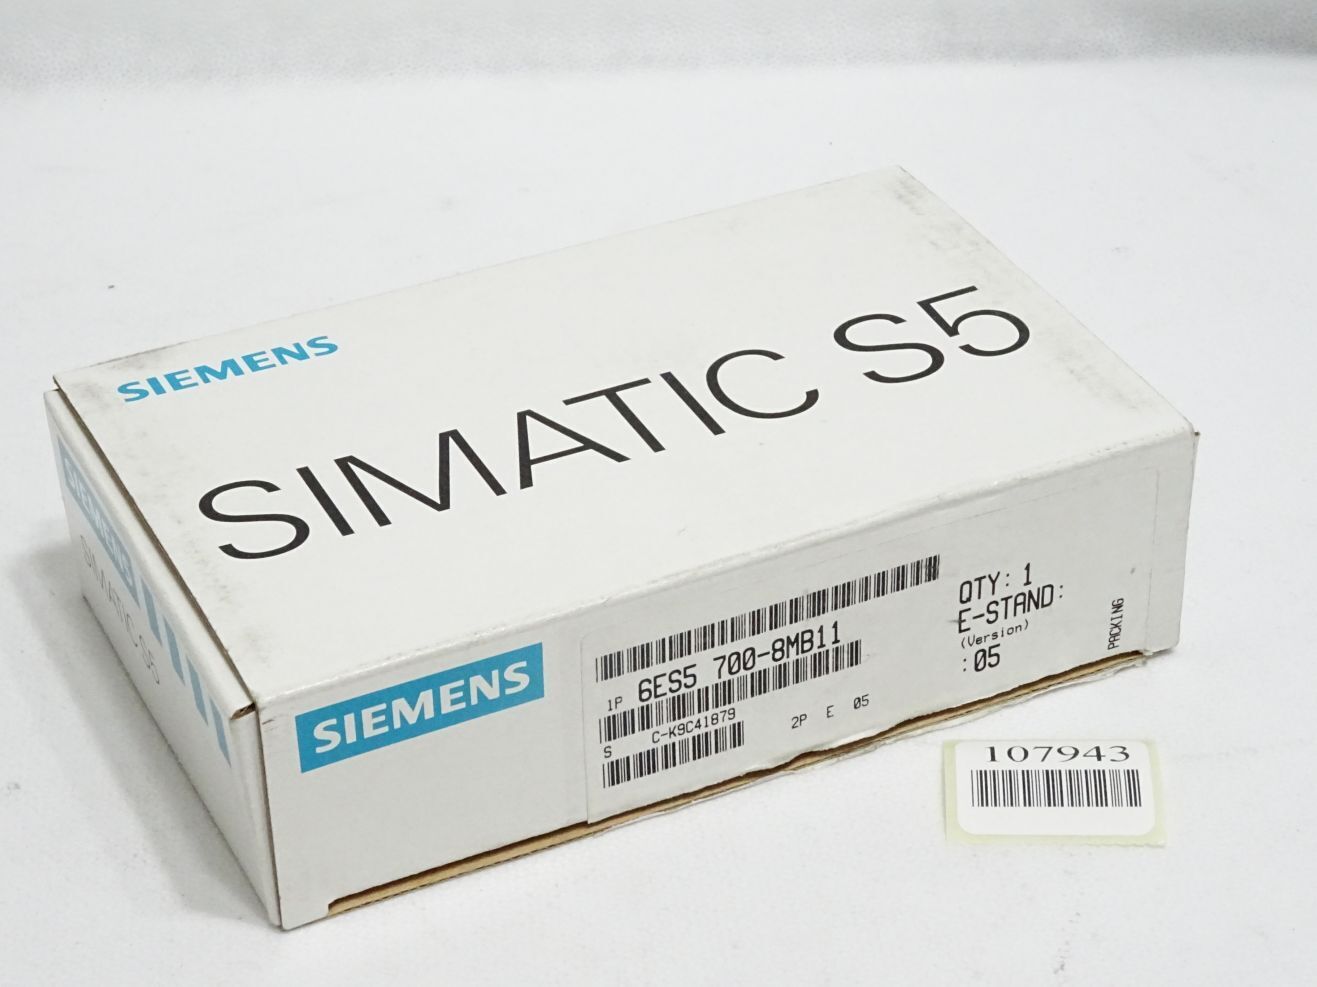 SIEMENS
SIMATIC S5
SIEMENS
SIMATIC S5
SIEMENS
1P 6ES5 700-8MB11
S C-K9C41879 2P E 05
QTY: 1
E-STAND:
(Version)
:05
PACKING
107943